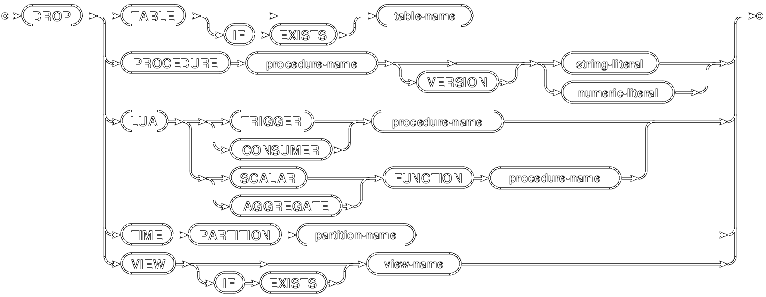 DROP TABLE IF EXISTS table-name
PROCEDURE procedure-name VERSION string-literal
numeric-literal
LUA TRIGGER procedure-name
CONSUMER
SCALAR FUNCTION procedure-name
AGGREGATE
TIME PARTITION partition-name
VIEW IF EXISTS view-name